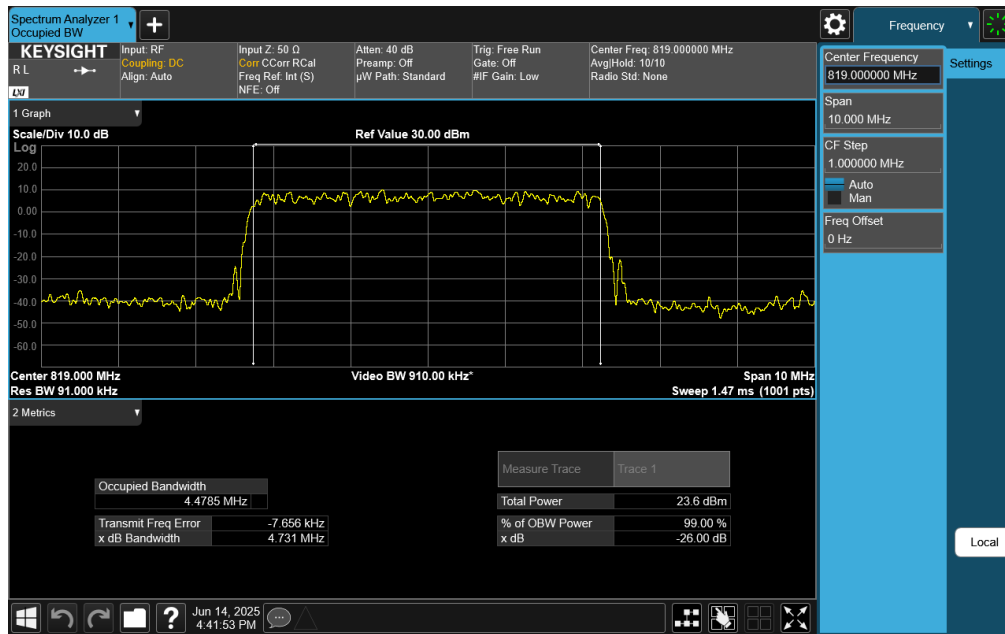 Spectrum Analyzer 1
Occupied BW
Frequency
KEYSIGHT
R L
LXI
Input: RF
Coupling: DC
Align: Auto
Input Z: 50 Ω
Corr CCorr RCal
Freq Ref: Int (S)
NFE: Off
Atten: 40 dB
Preamp: Off
µW Path: Standard
Trig: Free Run
Gate: Off
#IF Gain: Low
Center Freq: 819.000000 MHz
Avg|Hold: 10/10
Radio Std: None
Center Frequency
819.000000 MHz
Settings
Span
10.000 MHz
CF Step
1.000000 MHz
Auto
Man
Freq Offset
0 Hz
1 Graph
Scale/Div 10.0 dB
Ref Value 30.00 dBm
Log
20.0
10.0
0.00
-10.0
-20.0
-30.0
-40.0
-50.0
-60.0
Center 819.000 MHz
Video BW 910.00 kHz*
Span 10 MHz
Res BW 91.000 kHz
Sweep 1.47 ms (1001 pts)
2 Metrics
Measure Trace
Trace 1
Occupied Bandwidth
4.4785 MHz
Total Power
23.6 dBm
Transmit Freq Error
-7.656 kHz
% of OBW Power
99.00 %
x dB Bandwidth
4.731 MHz
x dB
-26.00 dB
Local
?
Jun 14, 2025
4:41:53 PM